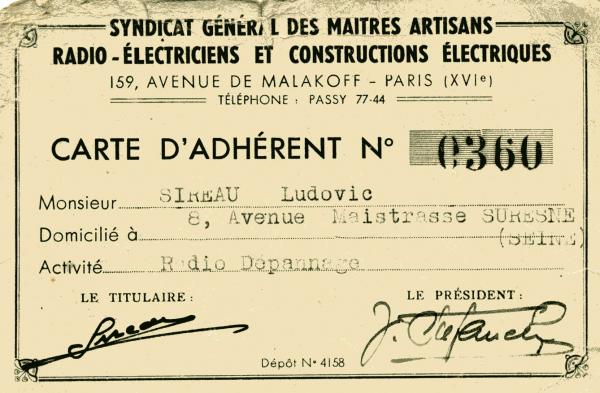 SYNDICAT GÉNÉRAL DES MAITRES ARTISANS
RADIO-ÉLECTRICIENS ET CONSTRUCTIONS ÉLECTRIQUES
159, AVENUE DE MALAKOFF - PARIS (XVIe)
TÉLÉPHONE : PASSY 77-44
CARTE D'ADHÉRENT N° 0360
Monsieur SIREAU Ludovic
Domicilié à 8, Avenue Maistrasse SURESNE
(SEINE)
Activité Radio Dépannage
LE TITULAIRE : LE PRÉSIDENT :
Sireau
Dépôt N° 4158